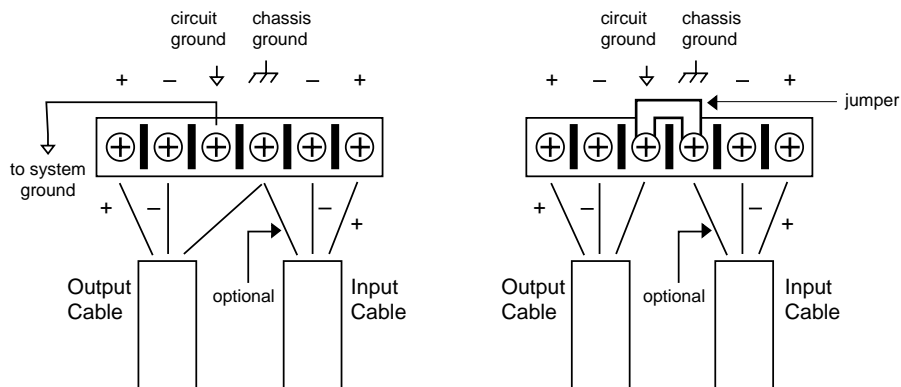 circuit ground
chassis ground
+ – – +
to system ground
+ – – +
Output Cable
optional
Input Cable
circuit ground
chassis ground
+ – – +
jumper
+ – – +
Output Cable
optional
Input Cable